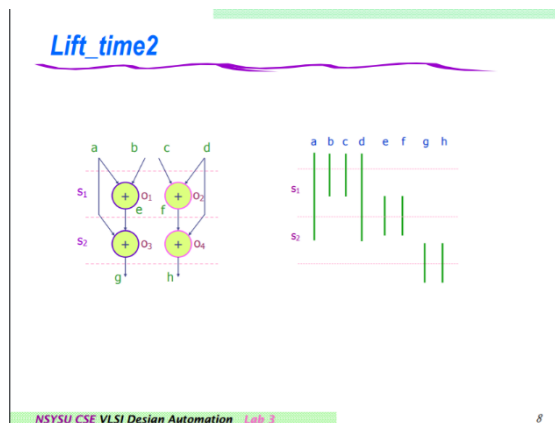 Lift_time2
a b c d
a b c d e f g h
s1 + o1 + o2
s1
e f
s2 + o3 + o4
s2
g h
NSYSU CSE VLSI Design Automation Lab 3
8